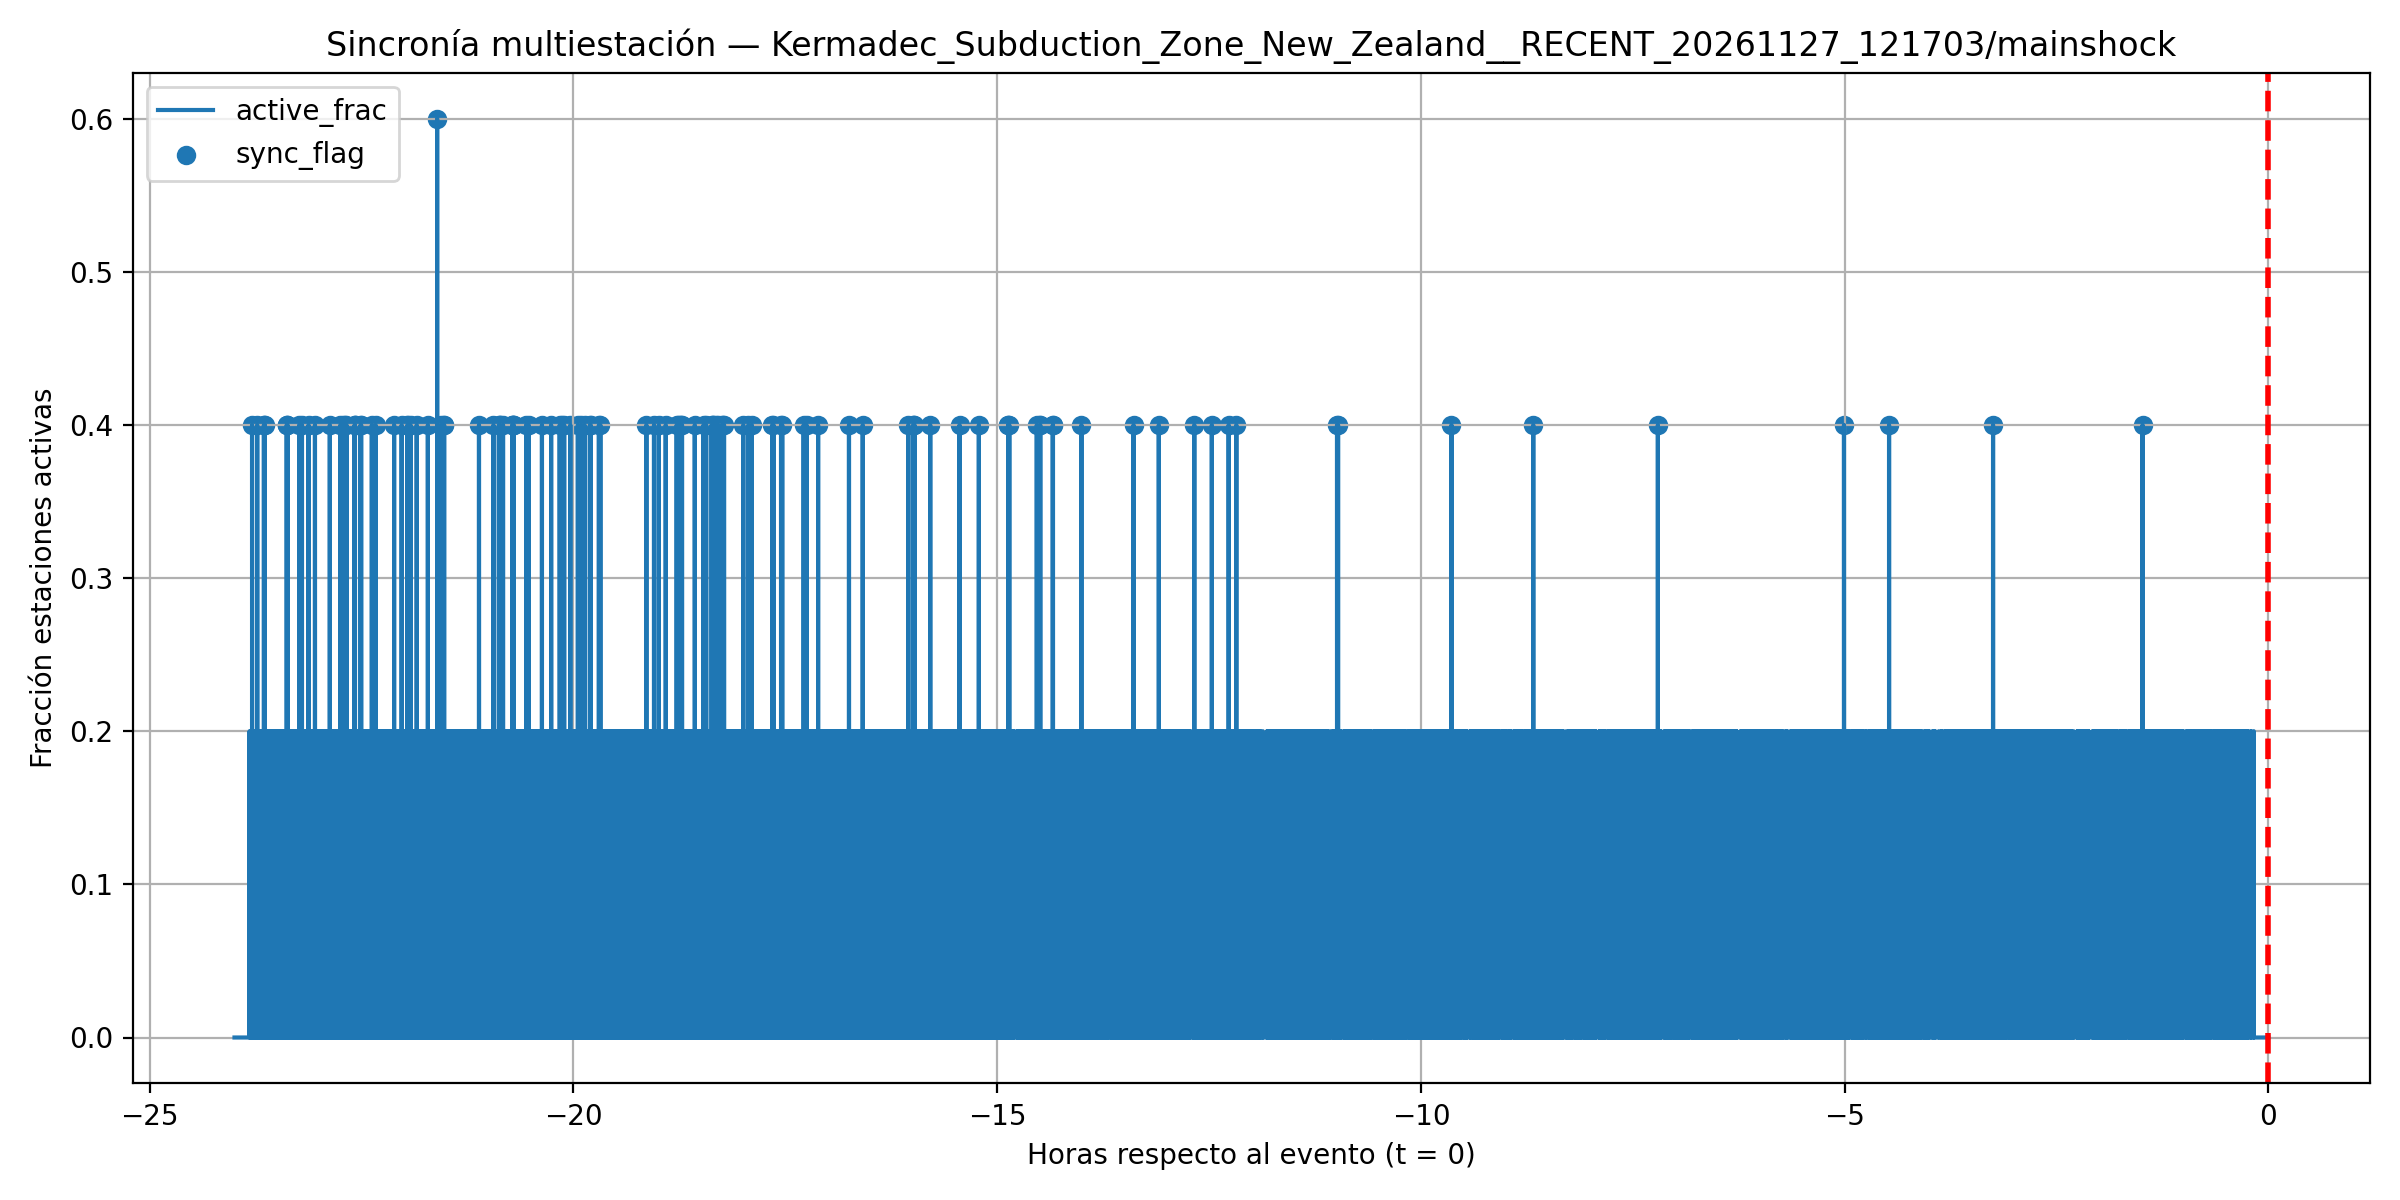 Sincronía multiestación — Kermadec_Subduction_Zone_New_Zealand__RECENT_20261127_121703/mainshock
active_frac
sync_flag
Fracción estaciones activas
0.6
0.5
0.4
0.3
0.2
0.1
0.0
−25
−20
−15
−10
−5
0
Horas respecto al evento (t = 0)